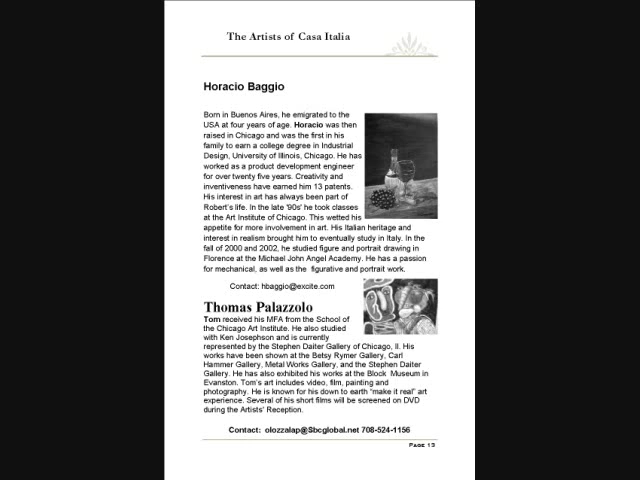 The Artists of Casa Italia
Horacio Baggio
Born in Buenos Aires, he emigrated to the
USA at four years of age. Horacio was then
raised in Chicago and was the first in his
family to earn a college degree in Industrial
Design, University of Illinois, Chicago. He has
worked as a product development engineer
for over twenty five years. Creativity and
inventiveness have earned him 13 patents.
His interest in art has always been part of
Robert's life. In the late '90s' he took classes
at the Art Institute of Chicago. This wetted his
appetite for more involvement in art. His Italian heritage and
interest in realism brought him to eventually study in Italy. In the
fall of 2000 and 2002, he studied figure and portrait drawing in
Florence at the Michael John Angel Academy. He has a passion
for mechanical, as well as the figurative and portrait work.
Contact: hbaggio@excite.com
Thomas Palazzolo
Tom received his MFA from the School of
the Chicago Art Institute. He also studied
with Ken Josephson and is currently
represented by the Stephen Daiter Gallery of Chicago, Il. His
works have been shown at the Betsy Rymer Gallery, Carl
Hammer Gallery, Metal Works Gallery, and the Stephen Daiter
Gallery. He has also exhibited his works at the Block Museum in
Evanston. Tom's art includes video, film, painting and
photography. He is known for his down to earth "make it real" art
experience. Several of his short films will be screened on DVD
during the Artists' Reception.
Contact: olozzalap@Sbcglobal.net 708-524-1156
Page 13